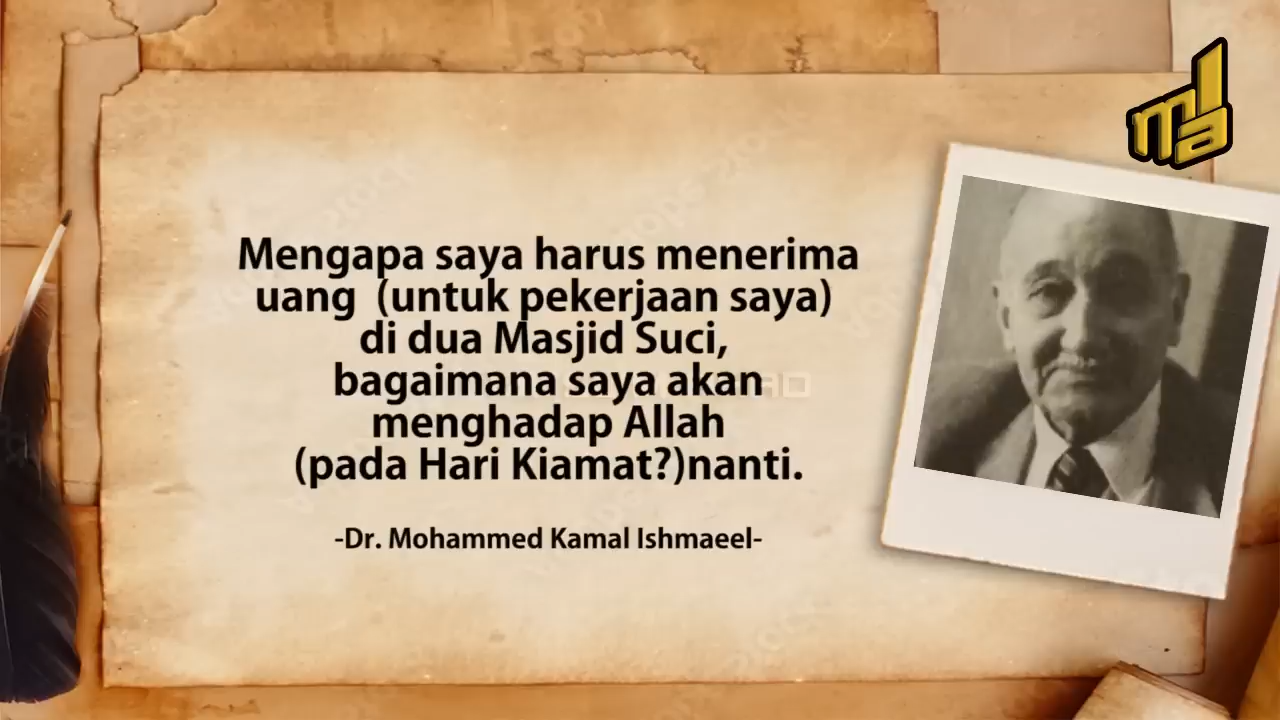 mla
Mengapa saya harus menerima
uang (untuk pekerjaan saya)
di dua Masjid Suci,
bagaimana saya akan
menghadap Allah
(pada Hari Kiamat?)nanti.
-Dr. Mohammed Kamal Ishmaeel-